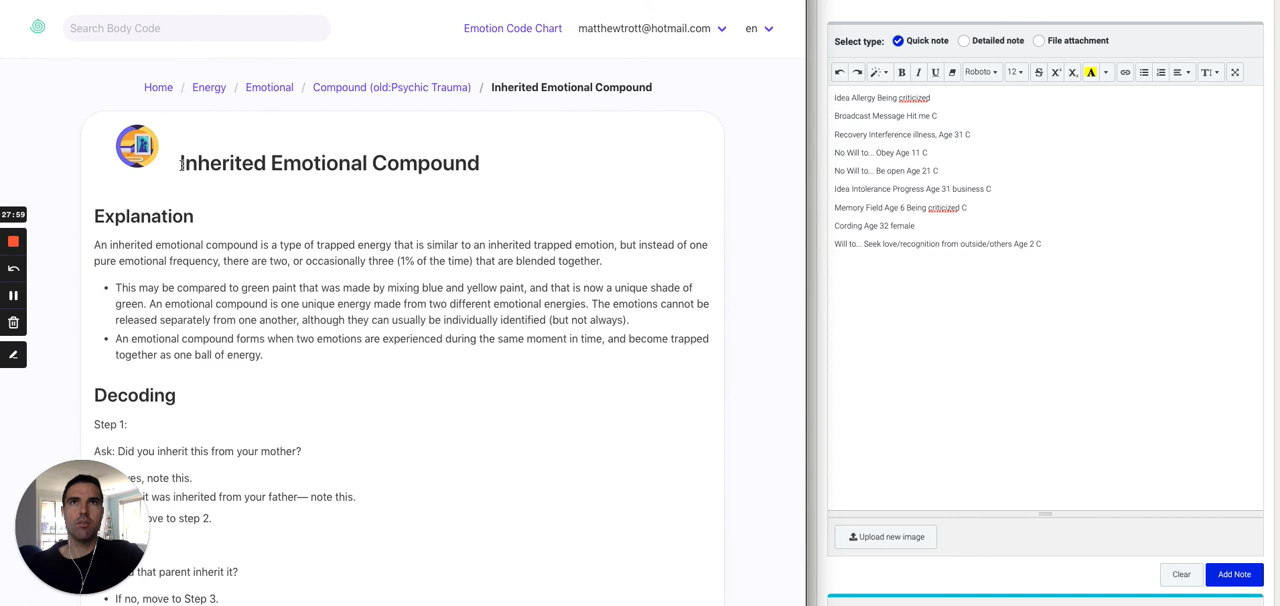 Search Body Code
Emotion Code Chart
matthewtrott@hotmail.com
en
Home / Energy / Emotional / Compound (old:Psychic Trauma) / Inherited Emotional Compound
Inherited Emotional Compound
Explanation
An inherited emotional compound is a type of trapped energy that is similar to an inherited trapped emotion, but instead of one
pure emotional frequency, there are two, or occasionally three (1% of the time) that are blended together.
• This may be compared to green paint that was made by mixing blue and yellow paint, and that is now a unique shade of
green. An emotional compound is one unique energy made from two different emotional energies. The emotions cannot be
released separately from one another, although they can usually be individually identified (but not always).
• An emotional compound forms when two emotions are experienced during the same moment in time, and become trapped
together as one ball of energy.
Decoding
Step 1:
Ask: Did you inherit this from your mother?
yes, note this.
it was inherited from your father— note this.
ove to step 2.
that parent inherit it?
• If no, move to Step 3.
27:59
Select type: Quick note Detailed note File attachment
B I U Roboto 12 S X X A T!
Idea Allergy Being criticized
Broadcast Message Hit me C
Recovery Interference illness, Age 31 C
No Will to... Obey Age 11 C
No Will to... Be open Age 21 C
Idea Intolerance Progress Age 31 business C
Memory Field Age 6 Being criticized C
Cording Age 32 female
Will to... Seek love/recognition from outside/others Age 2 C
Upload new image
Clear
Add Note